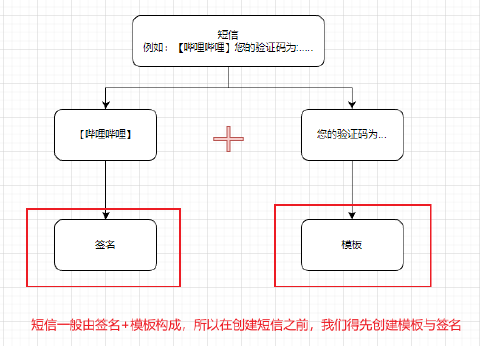 短信
例如：【哔哩哔哩】您的验证码为:.....
【哔哩哔哩】
您的验证码为...
签名
模板
短信一般由签名+模板构成，所以在创建短信之前，我们得先创建模板与签名